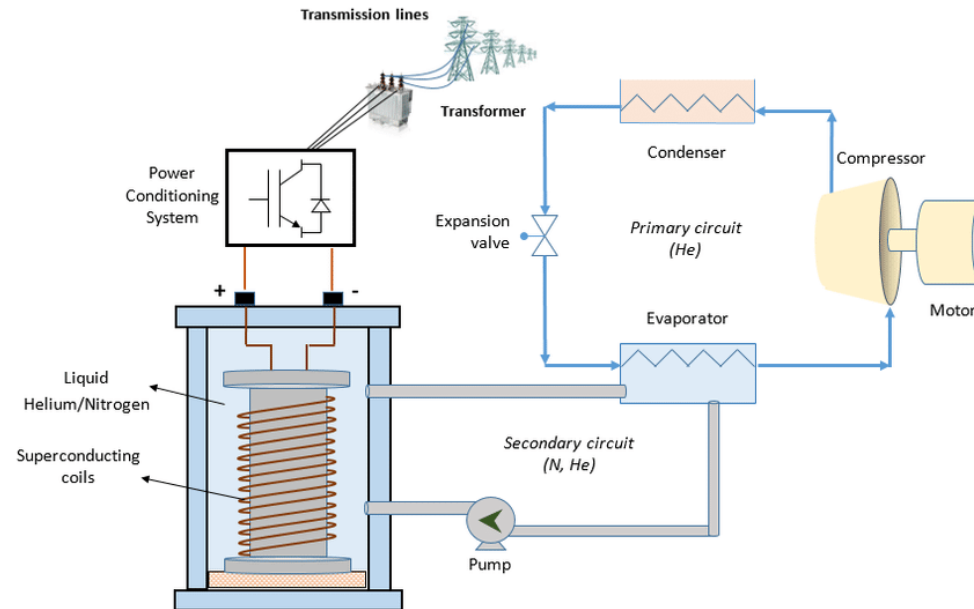 Transmission lines
Transformer
Power
Conditioning
System
+
-
Condenser
Compressor
Expansion
valve
Primary circuit
(He)
Motor
Evaporator
Liquid
Helium/Nitrogen
Superconducting
coils
Secondary circuit
(N, He)
Pump